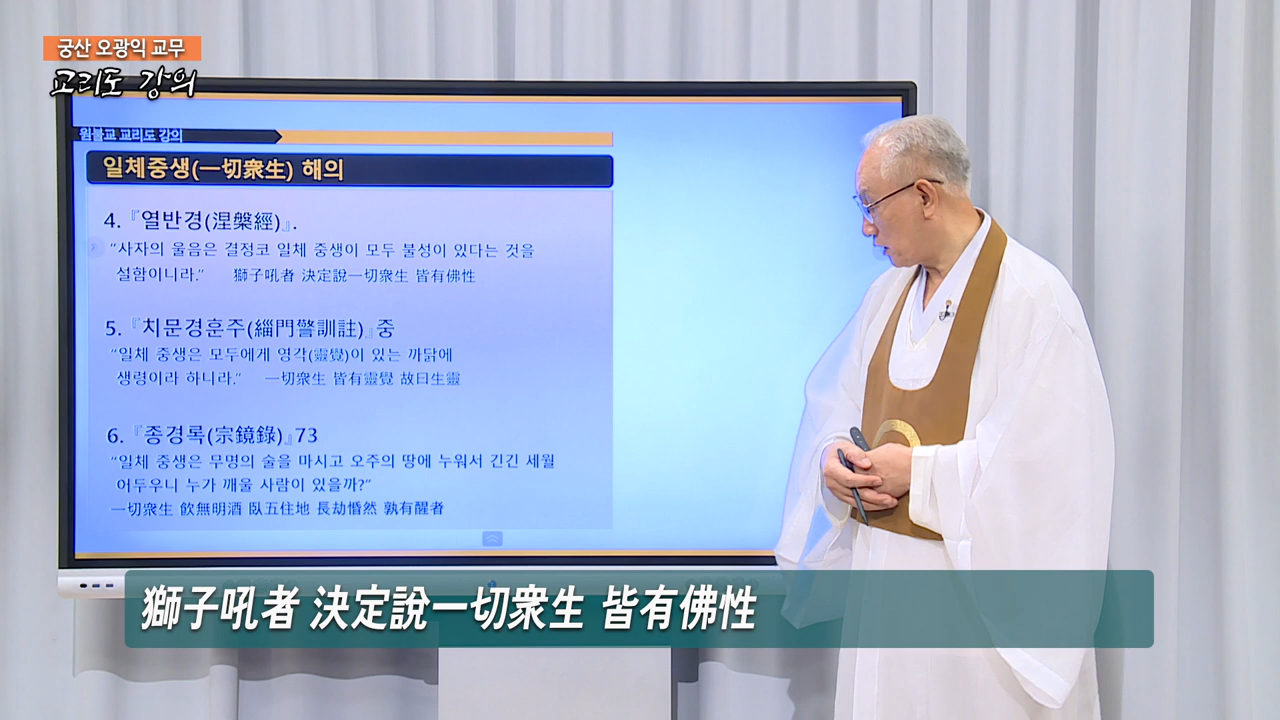 궁산 오광익 교무
교리도 강의
원불교 교리도 강의
일체중생(一切衆生) 해의
4. 『열반경(涅槃經)』.
“사자의 울음은 결정코 일체 중생이 모두 불성이 있다는 것을
설함이니라.” 獅子吼者 決定說一切衆生 皆有佛性
5. 『치문경훈주(緇門警訓註)』중
“일체 중생은 모두에게 영각(靈覺)이 있는 까닭에
생령이라 하니라.” 一切衆生 皆有靈覺 故曰生靈
6. 『종경록(宗鏡錄)』73
“일체 중생은 무명의 술을 마시고 오주의 땅에 누워서 긴긴 세월
어두우니 누가 깨울 사람이 있을까?”
一切衆生 飮無明酒 臥五住地 長劫惛然 孰有醒者
獅子吼者 決定說一切衆生 皆有佛性